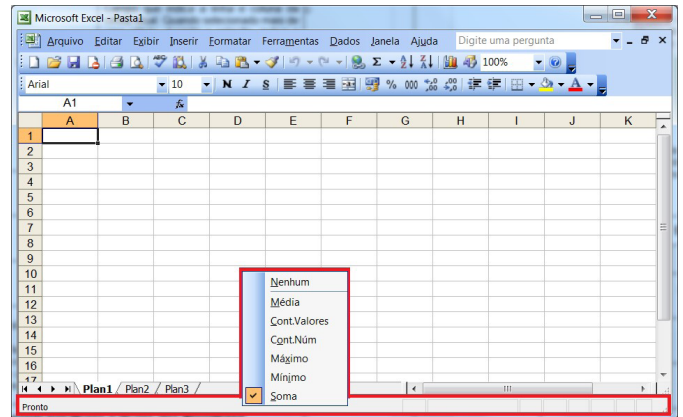 Microsoft Excel - Pasta1
Arquivo Editar Exibir Inserir Formatar Ferramentas Dados Janela Ajuda Digite uma pergunta
100%
Arial 10 N I S % 000
A1 fx
A B C D E F G H I J K
1
2
3
4
5
6
7
8
9
10
11
12
13
14
15
16
17
Nenhum
Média
Cont.Valores
Cont.Núm
Máximo
Mínimo
Soma
Plan1 Plan2 Plan3
Pronto